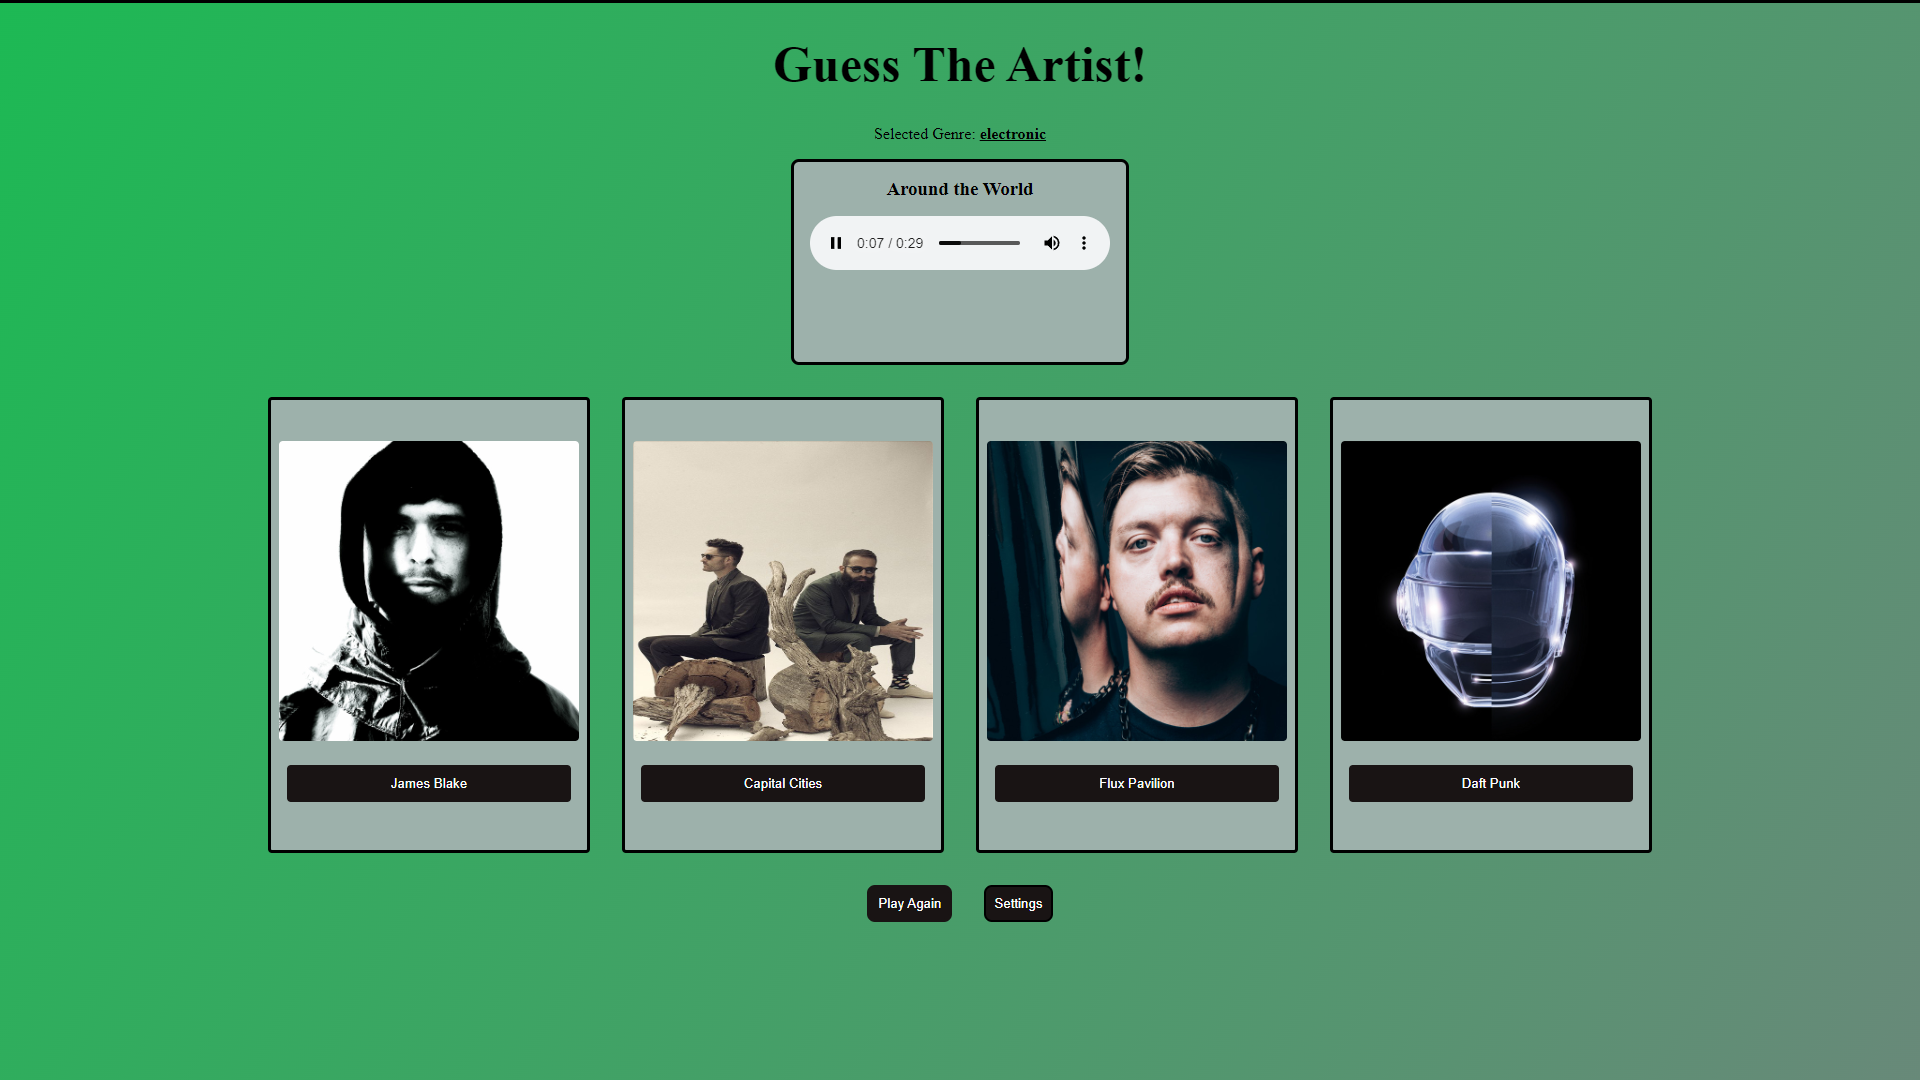 Guess The Artist!
Selected Genre: electronic
Around the World
0:07 / 0:29
James Blake
Capital Cities
Flux Pavilion
Daft Punk
Play Again
Settings